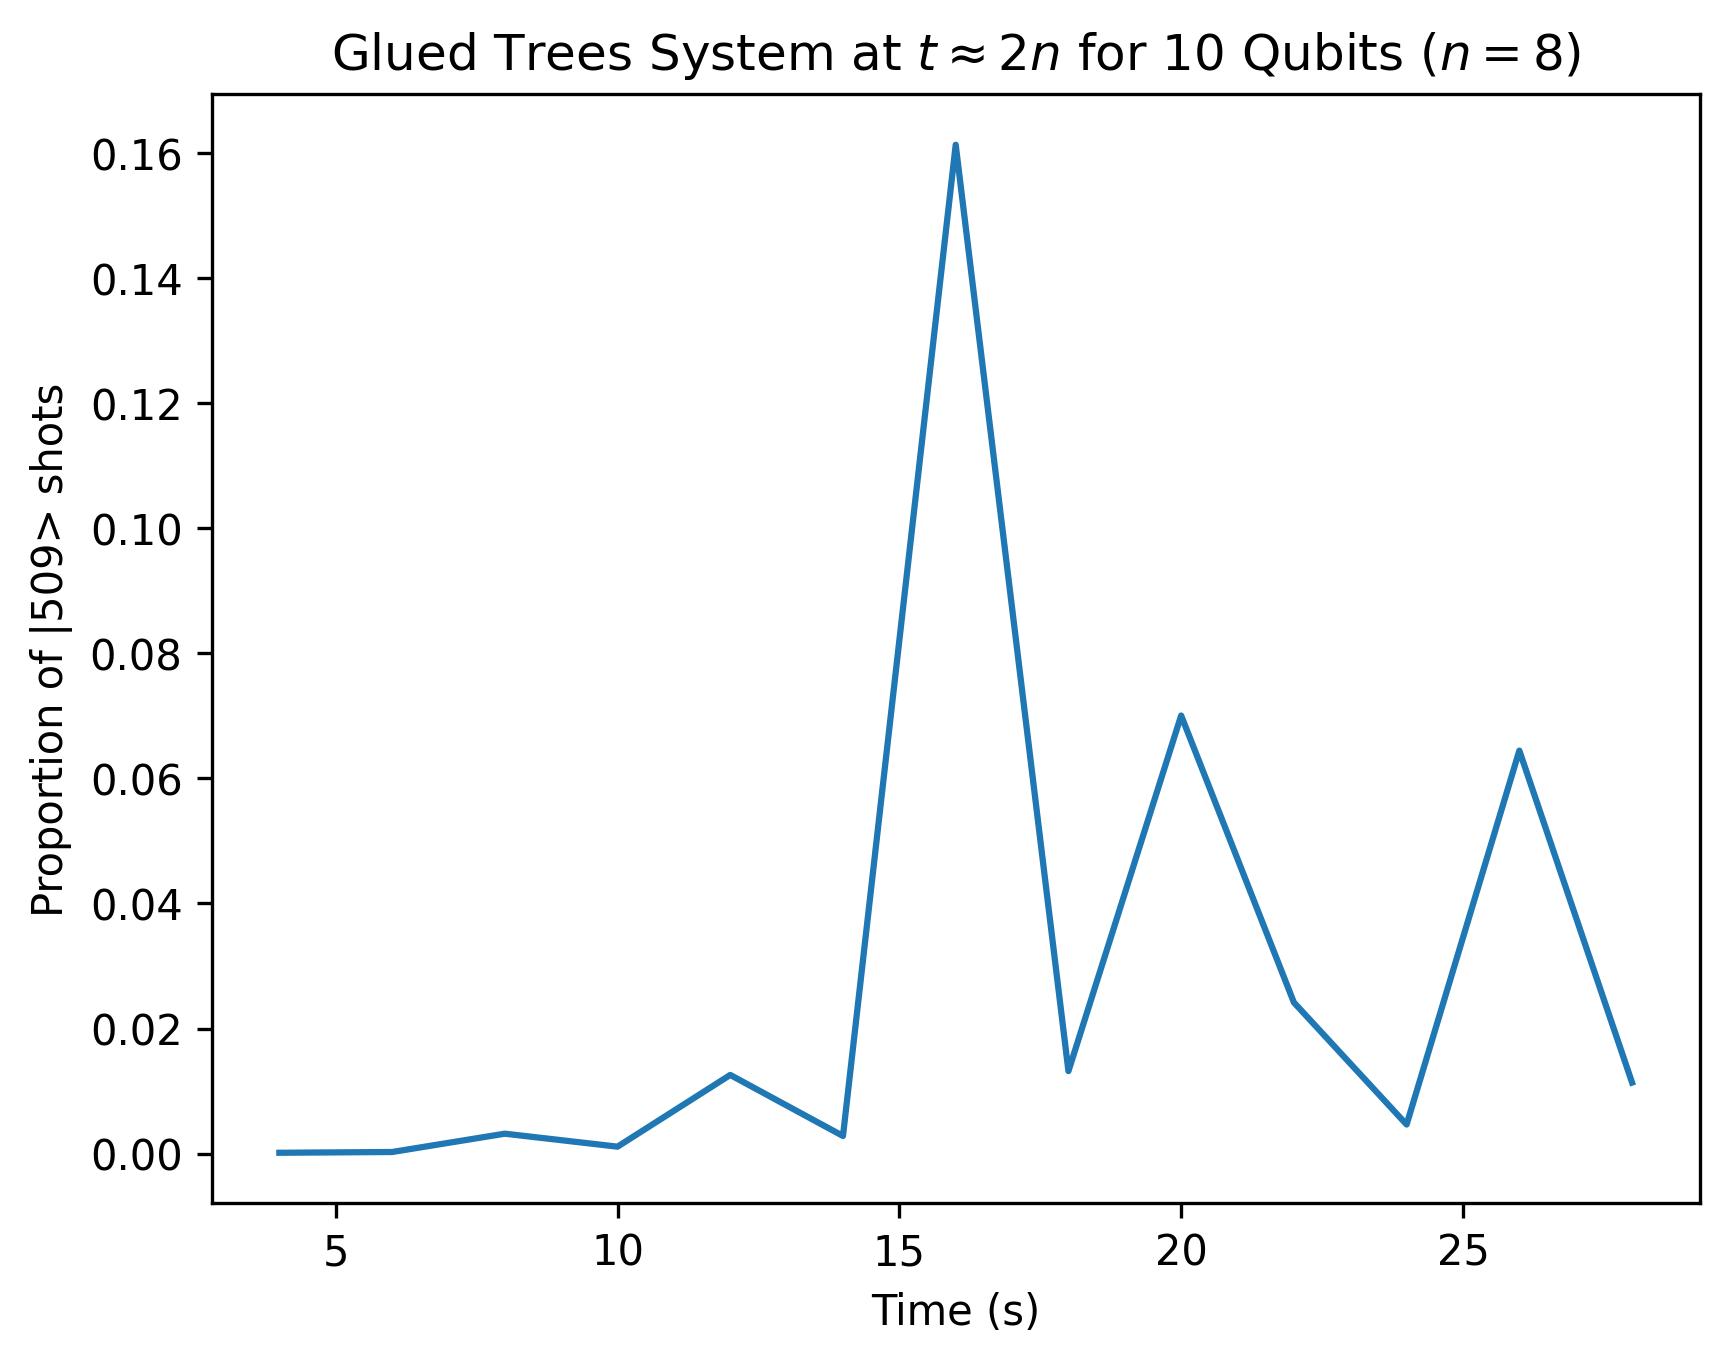 Glued Trees System at t ≈ 2n for 10 Qubits (n = 8)
Proportion of |509> shots
0.16
0.14
0.12
0.10
0.08
0.06
0.04
0.02
0.00
5 10 15 20 25
Time (s)